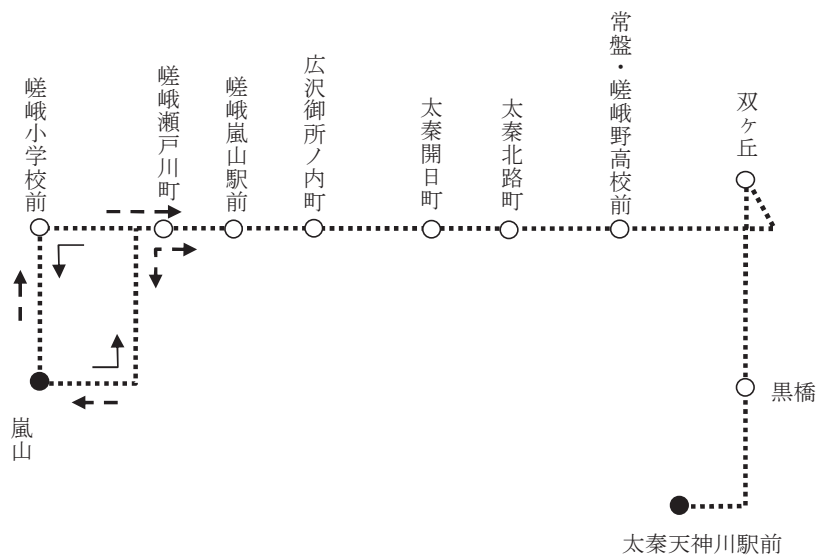 嵯峨小学校前
嵯峨瀬戸川町
嵯峨嵐山駅前
広沢御所ノ内町
太秦開日町
太秦北路町
常盤・嵯峨野高校前
双ヶ丘
黒橋
嵐山
太秦天神川駅前